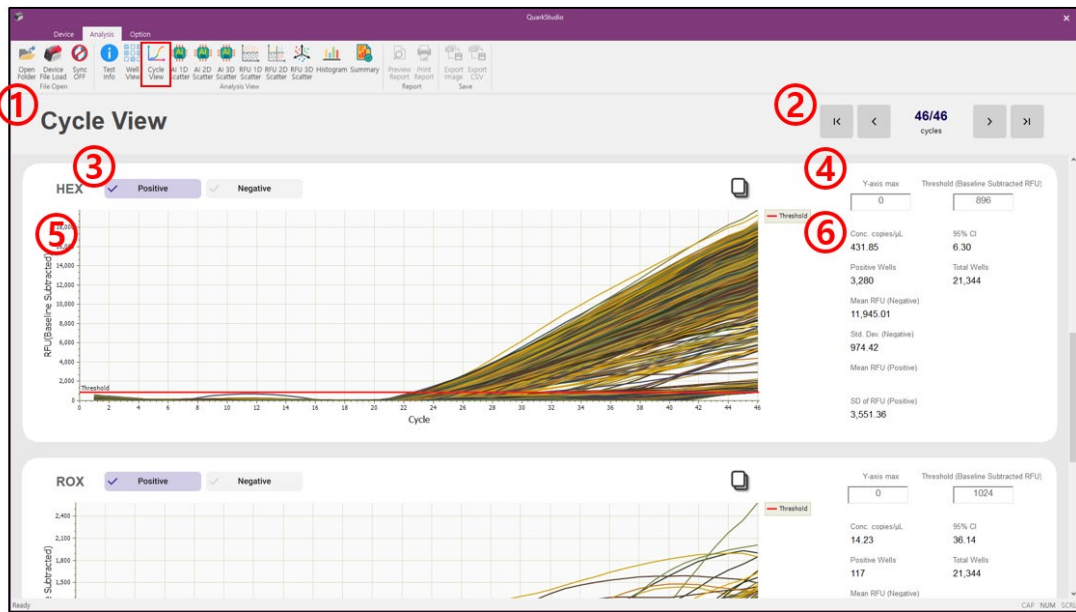 QuarkStudio
Device Analysis Option
Open Folder Device File Load Sync OFF Test Info Well View Cycle View AI 1D Scatter AI 2D Scatter AI 3D Scatter RFU 1D Scatter RFU 2D Scatter RFU 3D Scatter Histogram Summary Preview Report Print Report Export Image Export CSV
File Open Analysis View Report Save
① Cycle View
② 46/46
cycles
③
HEX Positive Negative
④
Y-axis max Threshold (Baseline Subtracted RFU)
0 896
⑤
RFU(Baseline Subtracted)
18,000
16,000
14,000
12,000
10,000
8,000
6,000
4,000
2,000
0
Threshold
Threshold
0 2 4 6 8 10 12 14 16 18 20 22 24 26 28 30 32 34 36 38 40 42 44 46
Cycle
⑥
Conc. copies/µL 95% CI
431.85 6.30
Positive Wells Total Wells
3,280 21,344
Mean RFU (Negative)
11,945.01
Std. Dev. (Negative)
974.42
Mean RFU (Positive)
SD of RFU (Positive)
3,551.36
ROX Positive Negative
Y-axis max Threshold (Baseline Subtracted RFU)
0 1024
2,400
2,100
1,800
1,500
Subtracted)
Threshold
Conc. copies/µL 95% CI
14.23 36.14
Positive Wells Total Wells
117 21,344
Mean RFU (Negative)
Ready CAP NUM SCRL